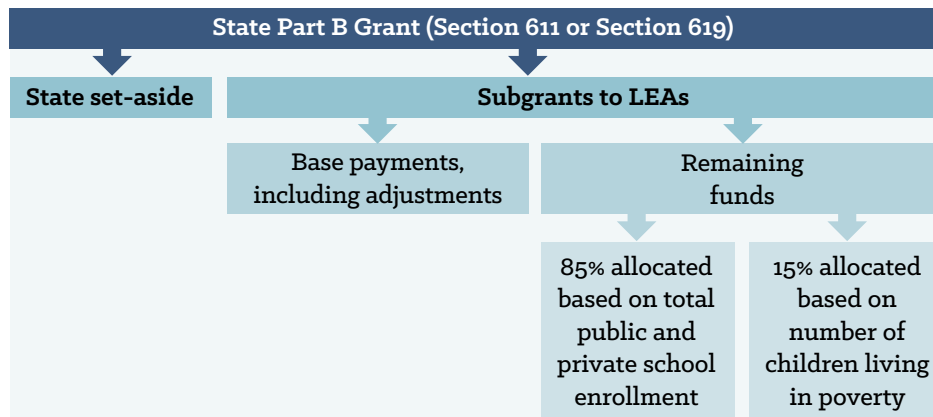 State Part B Grant (Section 611 or Section 619)
State set-aside
Subgrants to LEAs
Base payments,
including adjustments
Remaining
funds
85% allocated
based on total
public and
private school
enrollment
15% allocated
based on
number of
children living
in poverty